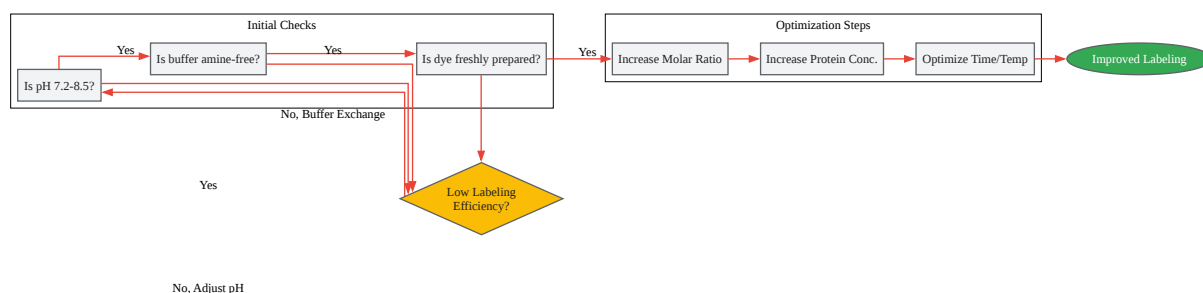 Initial Checks
Optimization Steps
Yes
Is buffer amine-free?
Yes
Is dye freshly prepared?
Yes
Increase Molar Ratio
Increase Protein Conc.
Optimize Time/Temp
Improved Labeling
Is pH 7.2-8.5?
No, Buffer Exchange
Yes
Low Labeling
Efficiency?
No, Adjust pH